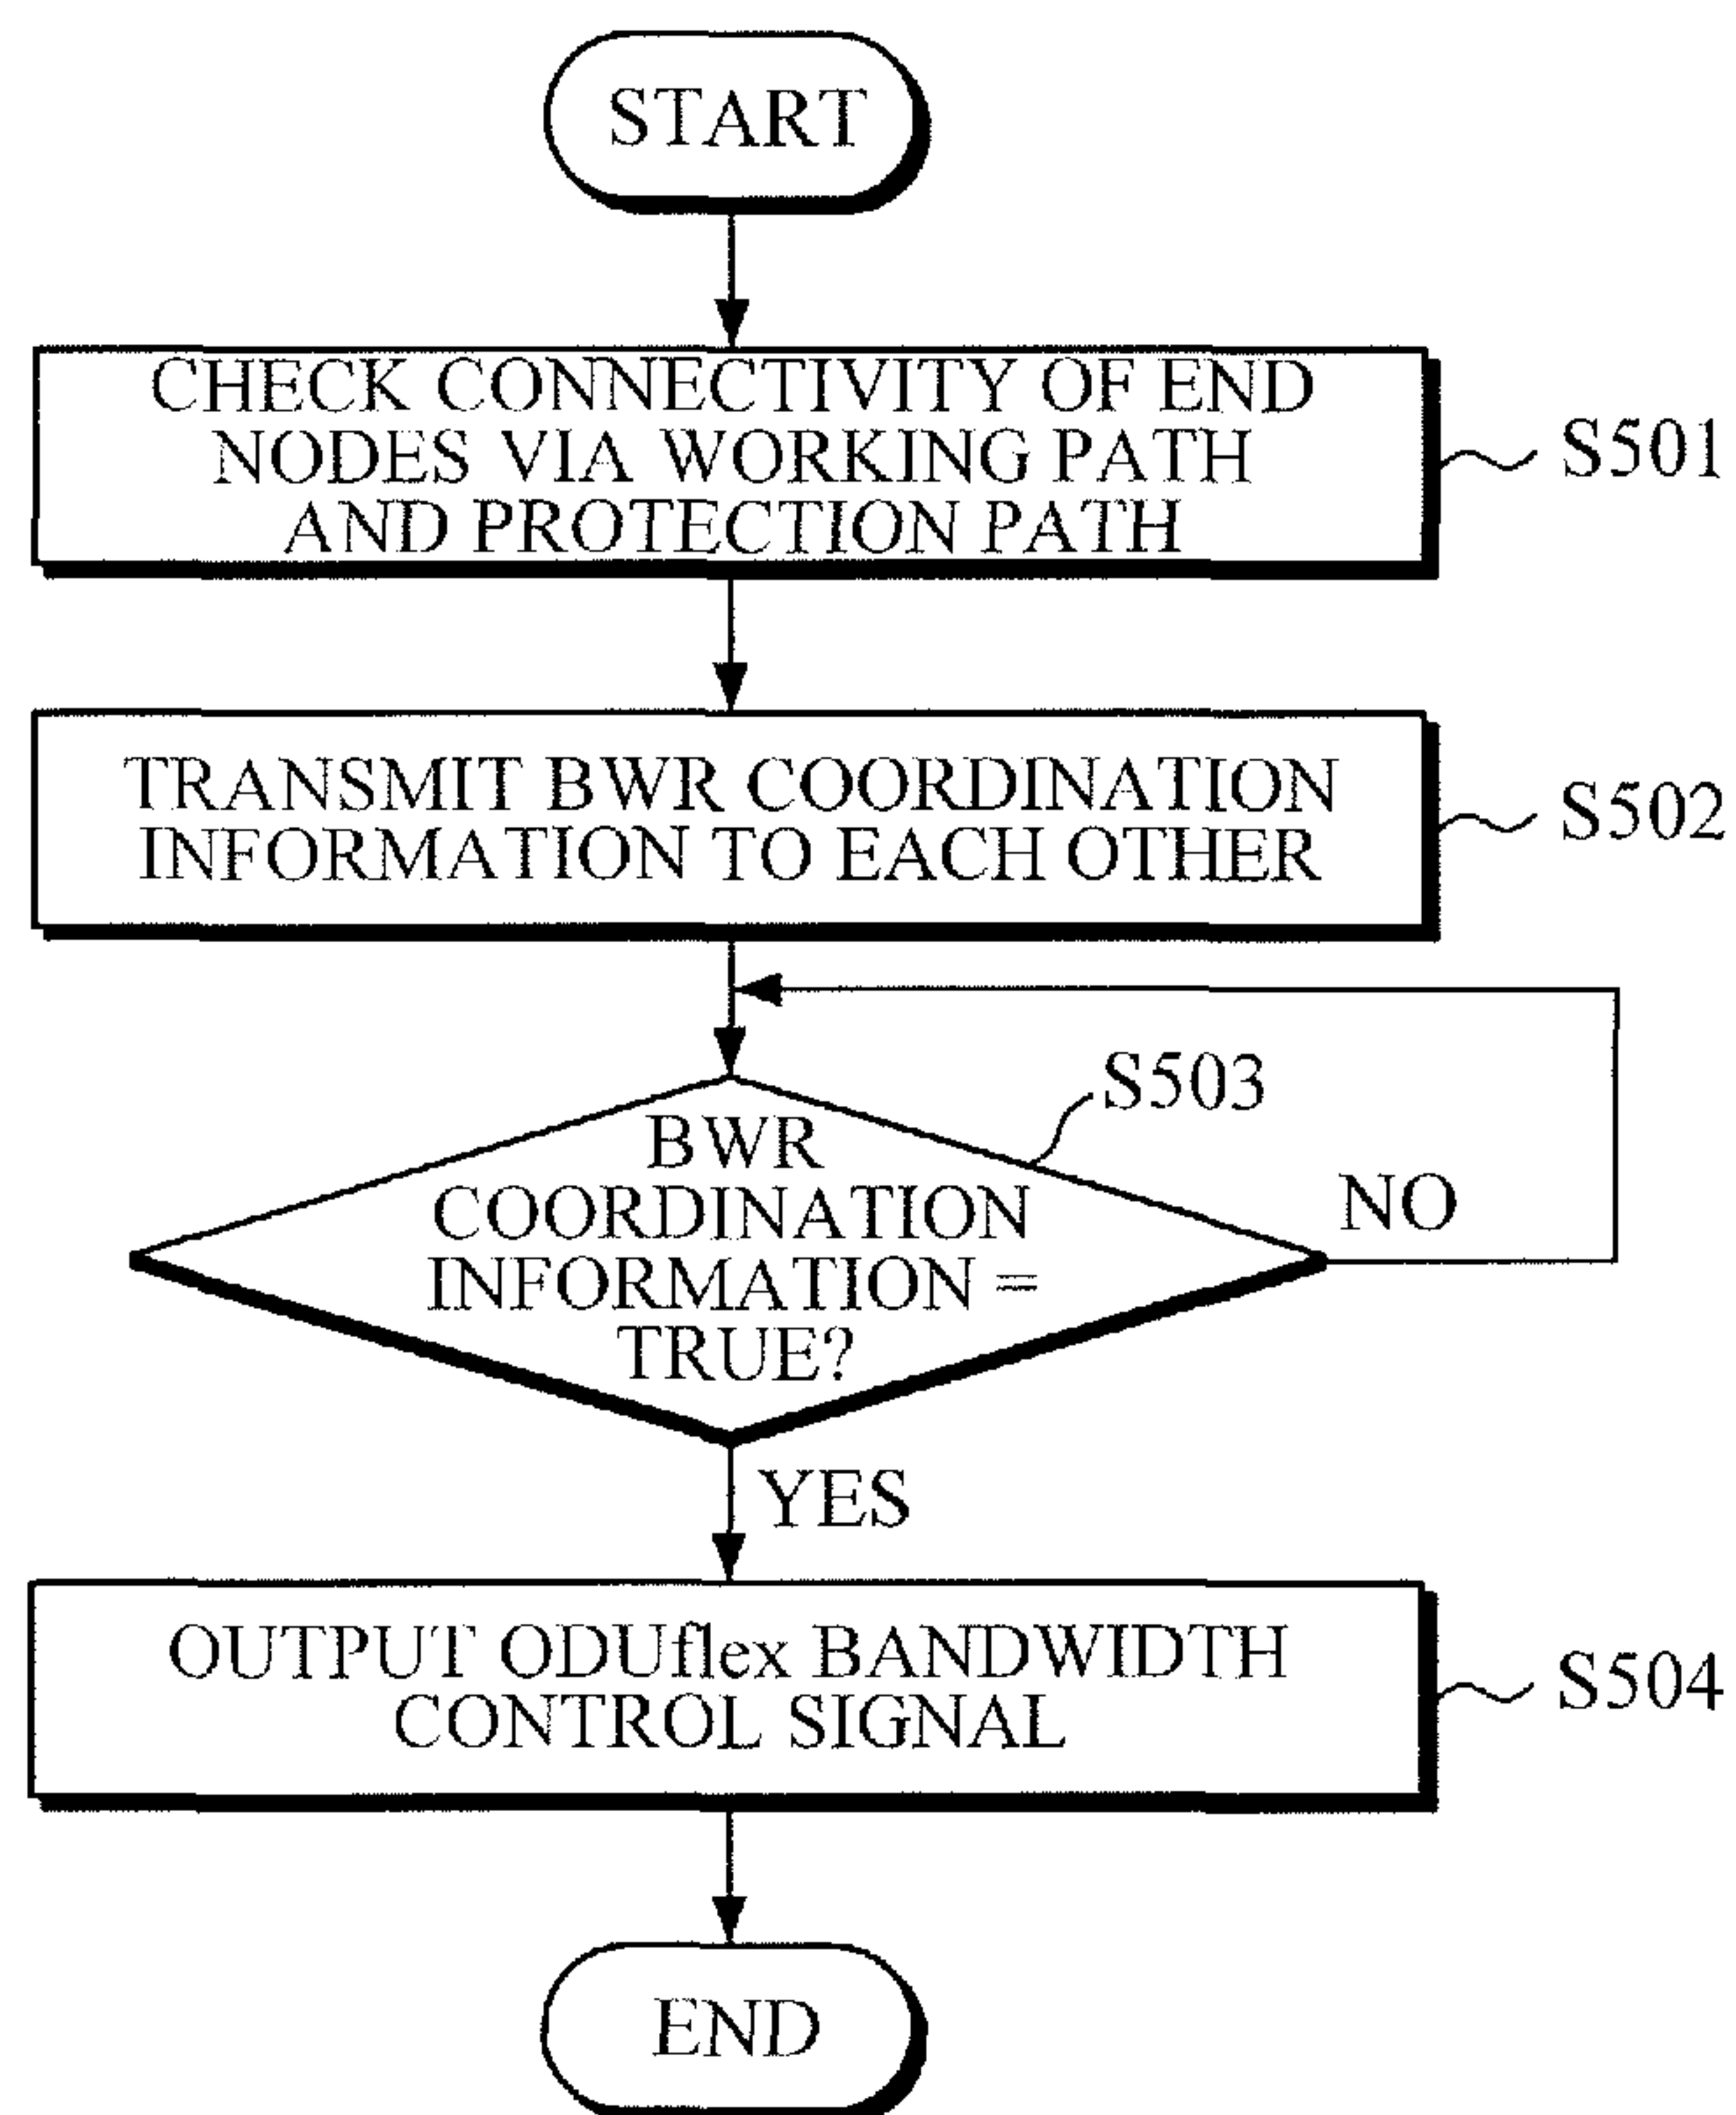 START
CHECK CONNECTIVITY OF END
NODES VIA WORKING PATH
AND PROTECTION PATH
S501
TRANSMIT BWR COORDINATION
INFORMATION TO EACH OTHER
S502
S503
BWR
COORDINATION
INFORMATION =
TRUE?
NO
YES
OUTPUT ODUflex BANDWIDTH
CONTROL SIGNAL
S504
END